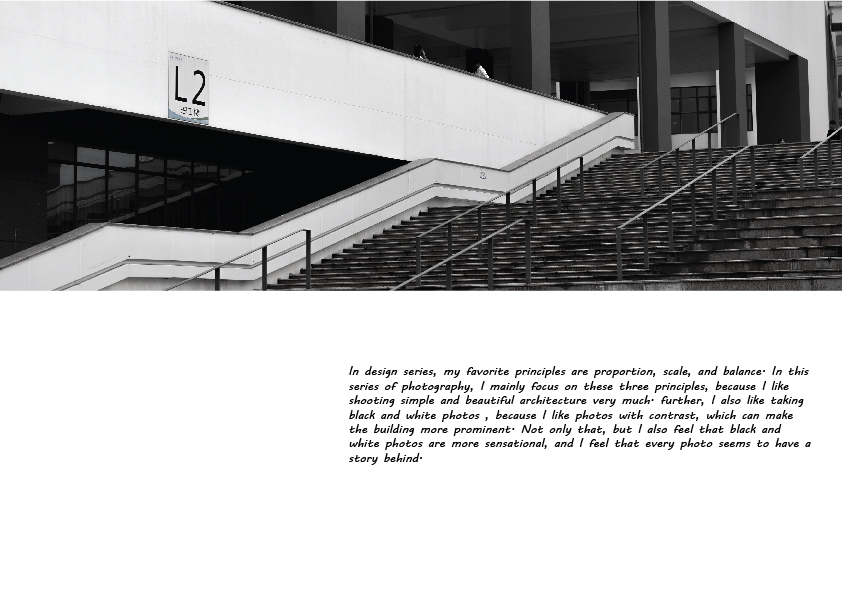 L2
In design series, my favorite principles are proportion, scale, and balance. In this
series of photography, I mainly focus on these three principles, because I like
shooting simple and beautiful architecture very much. Further, I also like taking
black and white photos , because I like photos with contrast, which can make
the building more prominent. Not only that, but I also feel that black and
white photos are more sensational, and I feel that every photo seems to have a
story behind.